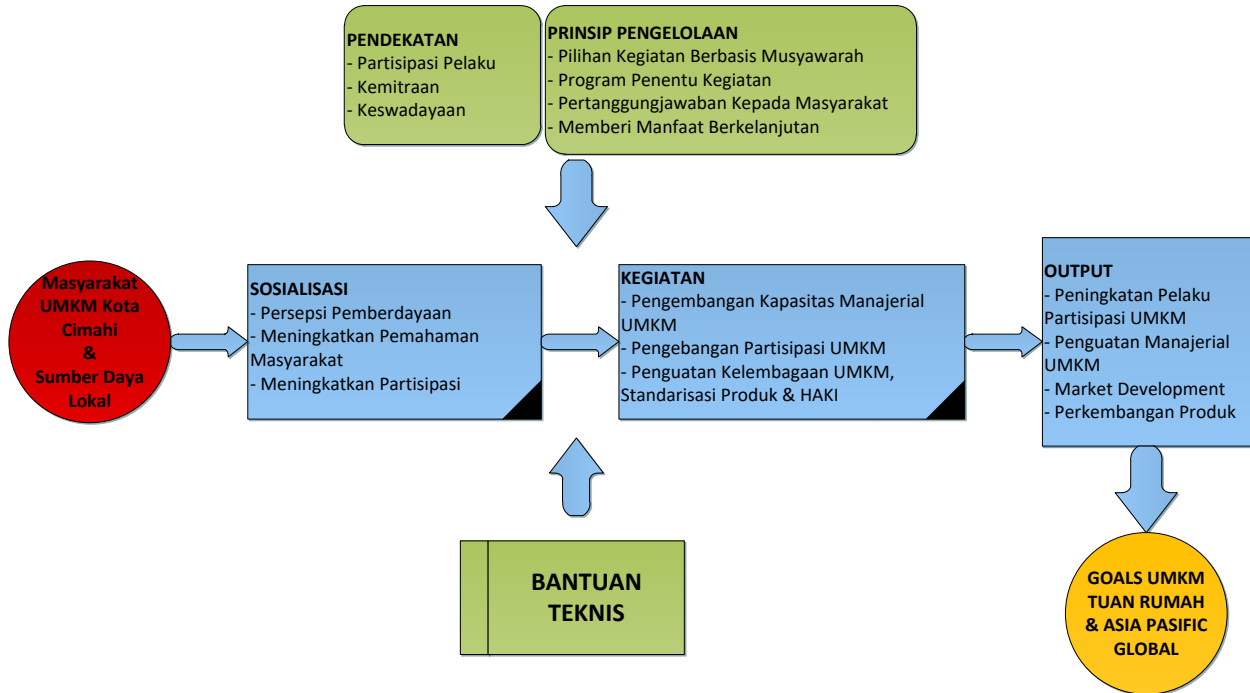 PENDEKATAN
- Partisipasi Pelaku
- Kemitraan
- Keswadayaan
PRINSIP PENGELOLAAN
- Pilihan Kegiatan Berbasis Musyawarah
- Program Penentu Kegiatan
- Pertanggungjawaban Kepada Masyarakat
- Memberi Manfaat Berkelanjutan
Masyarakat
UMKM Kota
Cimahi
&
Sumber Daya
Lokal
SOSIALISASI
- Persepsi Pemberdayaan
- Meningkatkan Pemahaman
Masyarakat
- Meningkatkan Partisipasi
KEGIATAN
- Pengembangan Kapasitas Manajerial
UMKM
- Pengebangan Partisipasi UMKM
- Penguatan Kelembagaan UMKM,
Standarisasi Produk & HAKI
OUTPUT
- Peningkatan Pelaku
Partisipasi UMKM
- Penguatan Manajerial
UMKM
- Market Development
- Perkembangan Produk
BANTUAN
TEKNIS
GOALS UMKM
TUAN RUMAH
& ASIA PASIFIC
GLOBAL